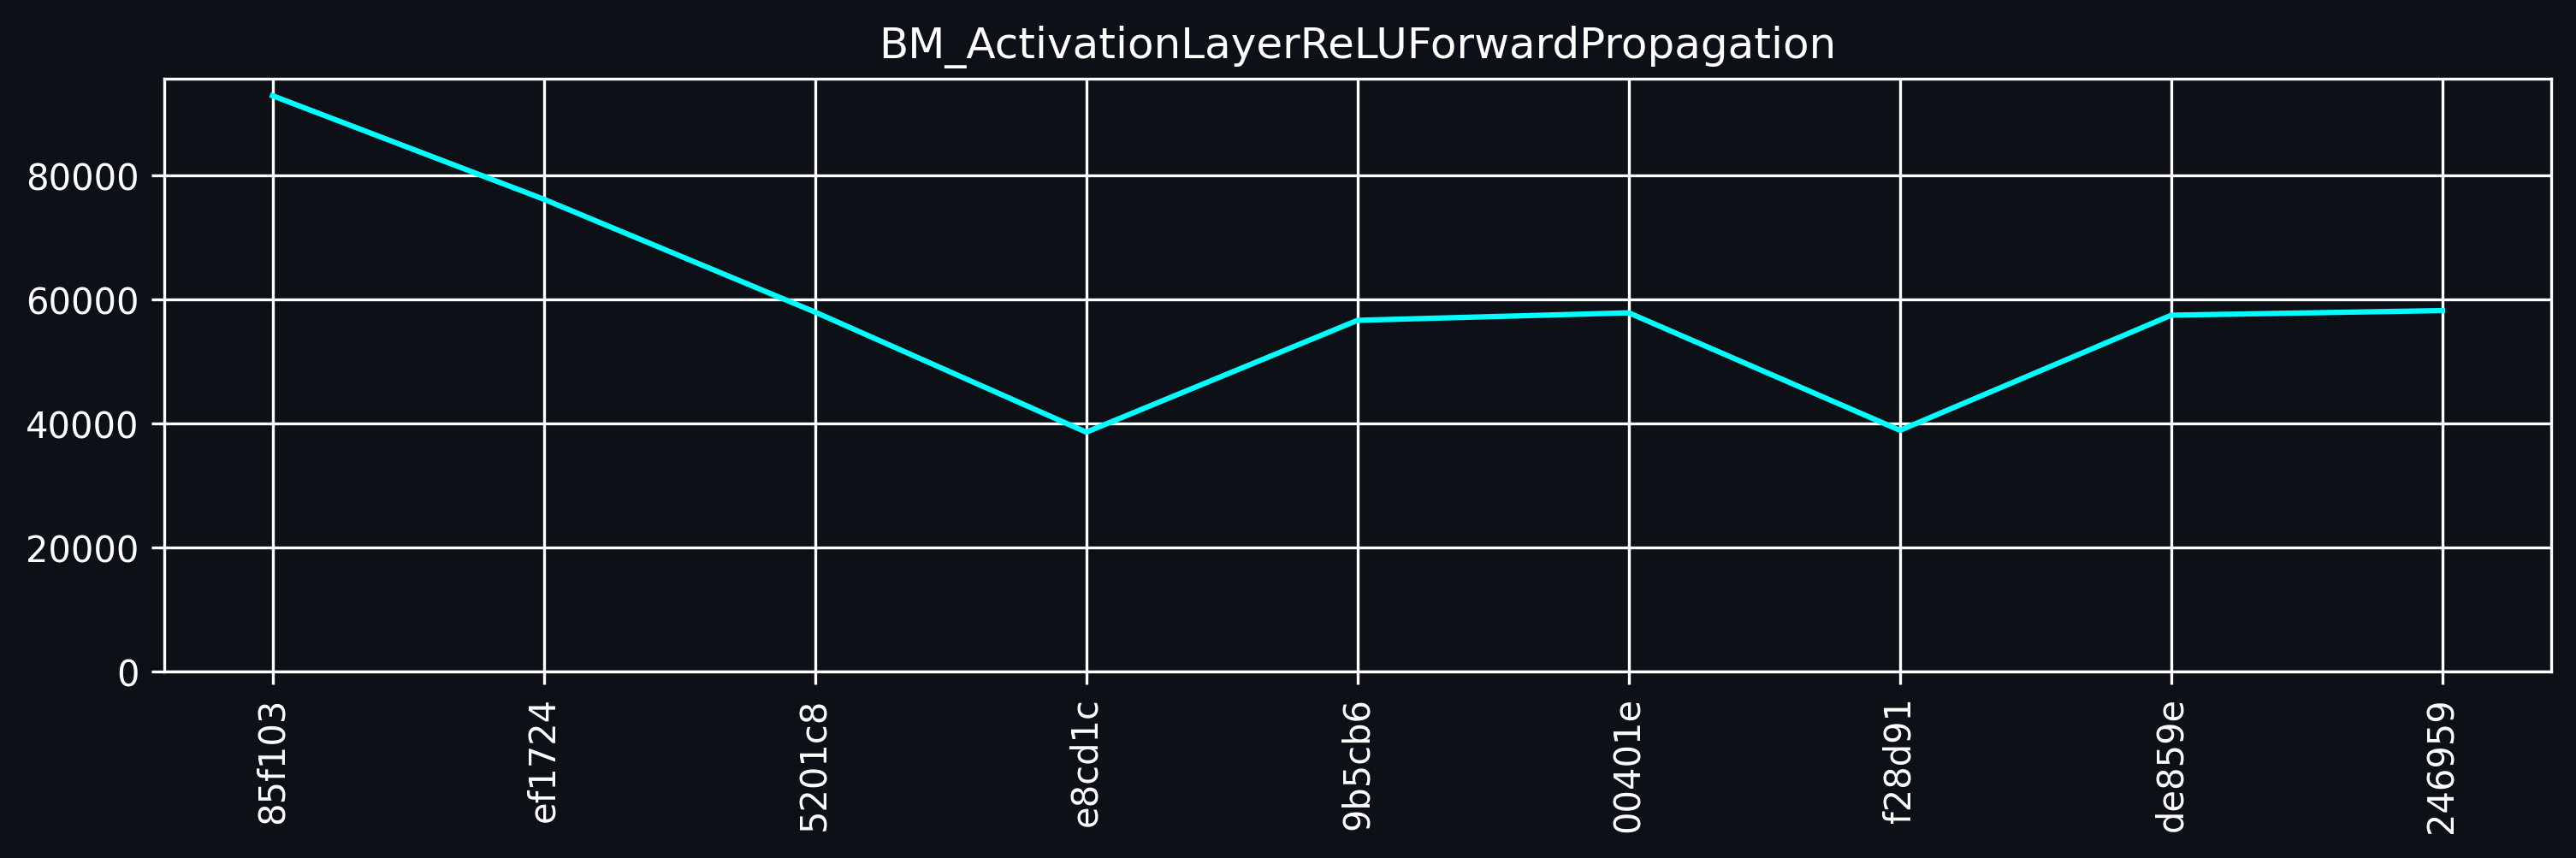 BM_ActivationLayerReLUForwardPropagation
80000
60000
40000
20000
0
85f103
ef1724
5201c8
e8cd1c
9b5cb6
00401e
f28d91
de859e
246959